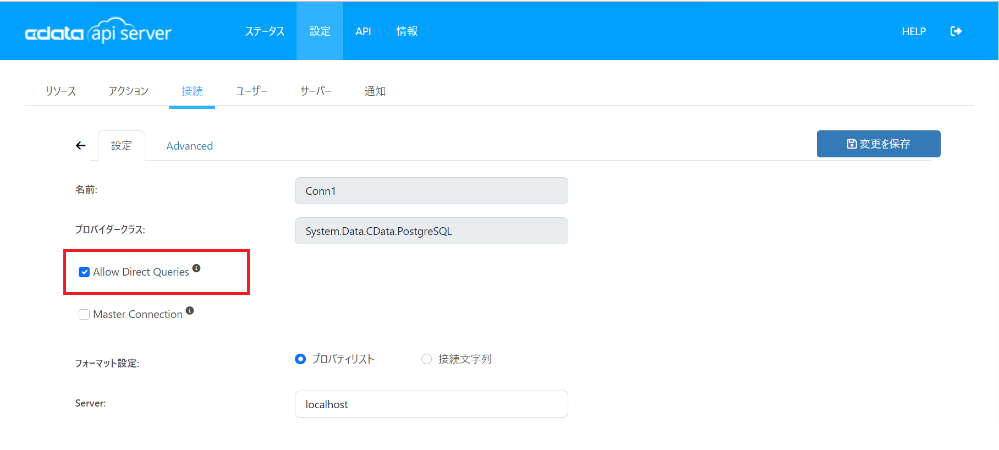 cdata api server
ステータス 設定 API 情報 HELP
リソース アクション 接続 ユーザー サーバー 通知
設定 Advanced 変更を保存
名前: Conn1
プロバイダークラス: System.Data.CData.PostgreSQL
Allow Direct Queries
Master Connection
フォーマット設定: プロパティリスト 接続文字列
Server: localhost